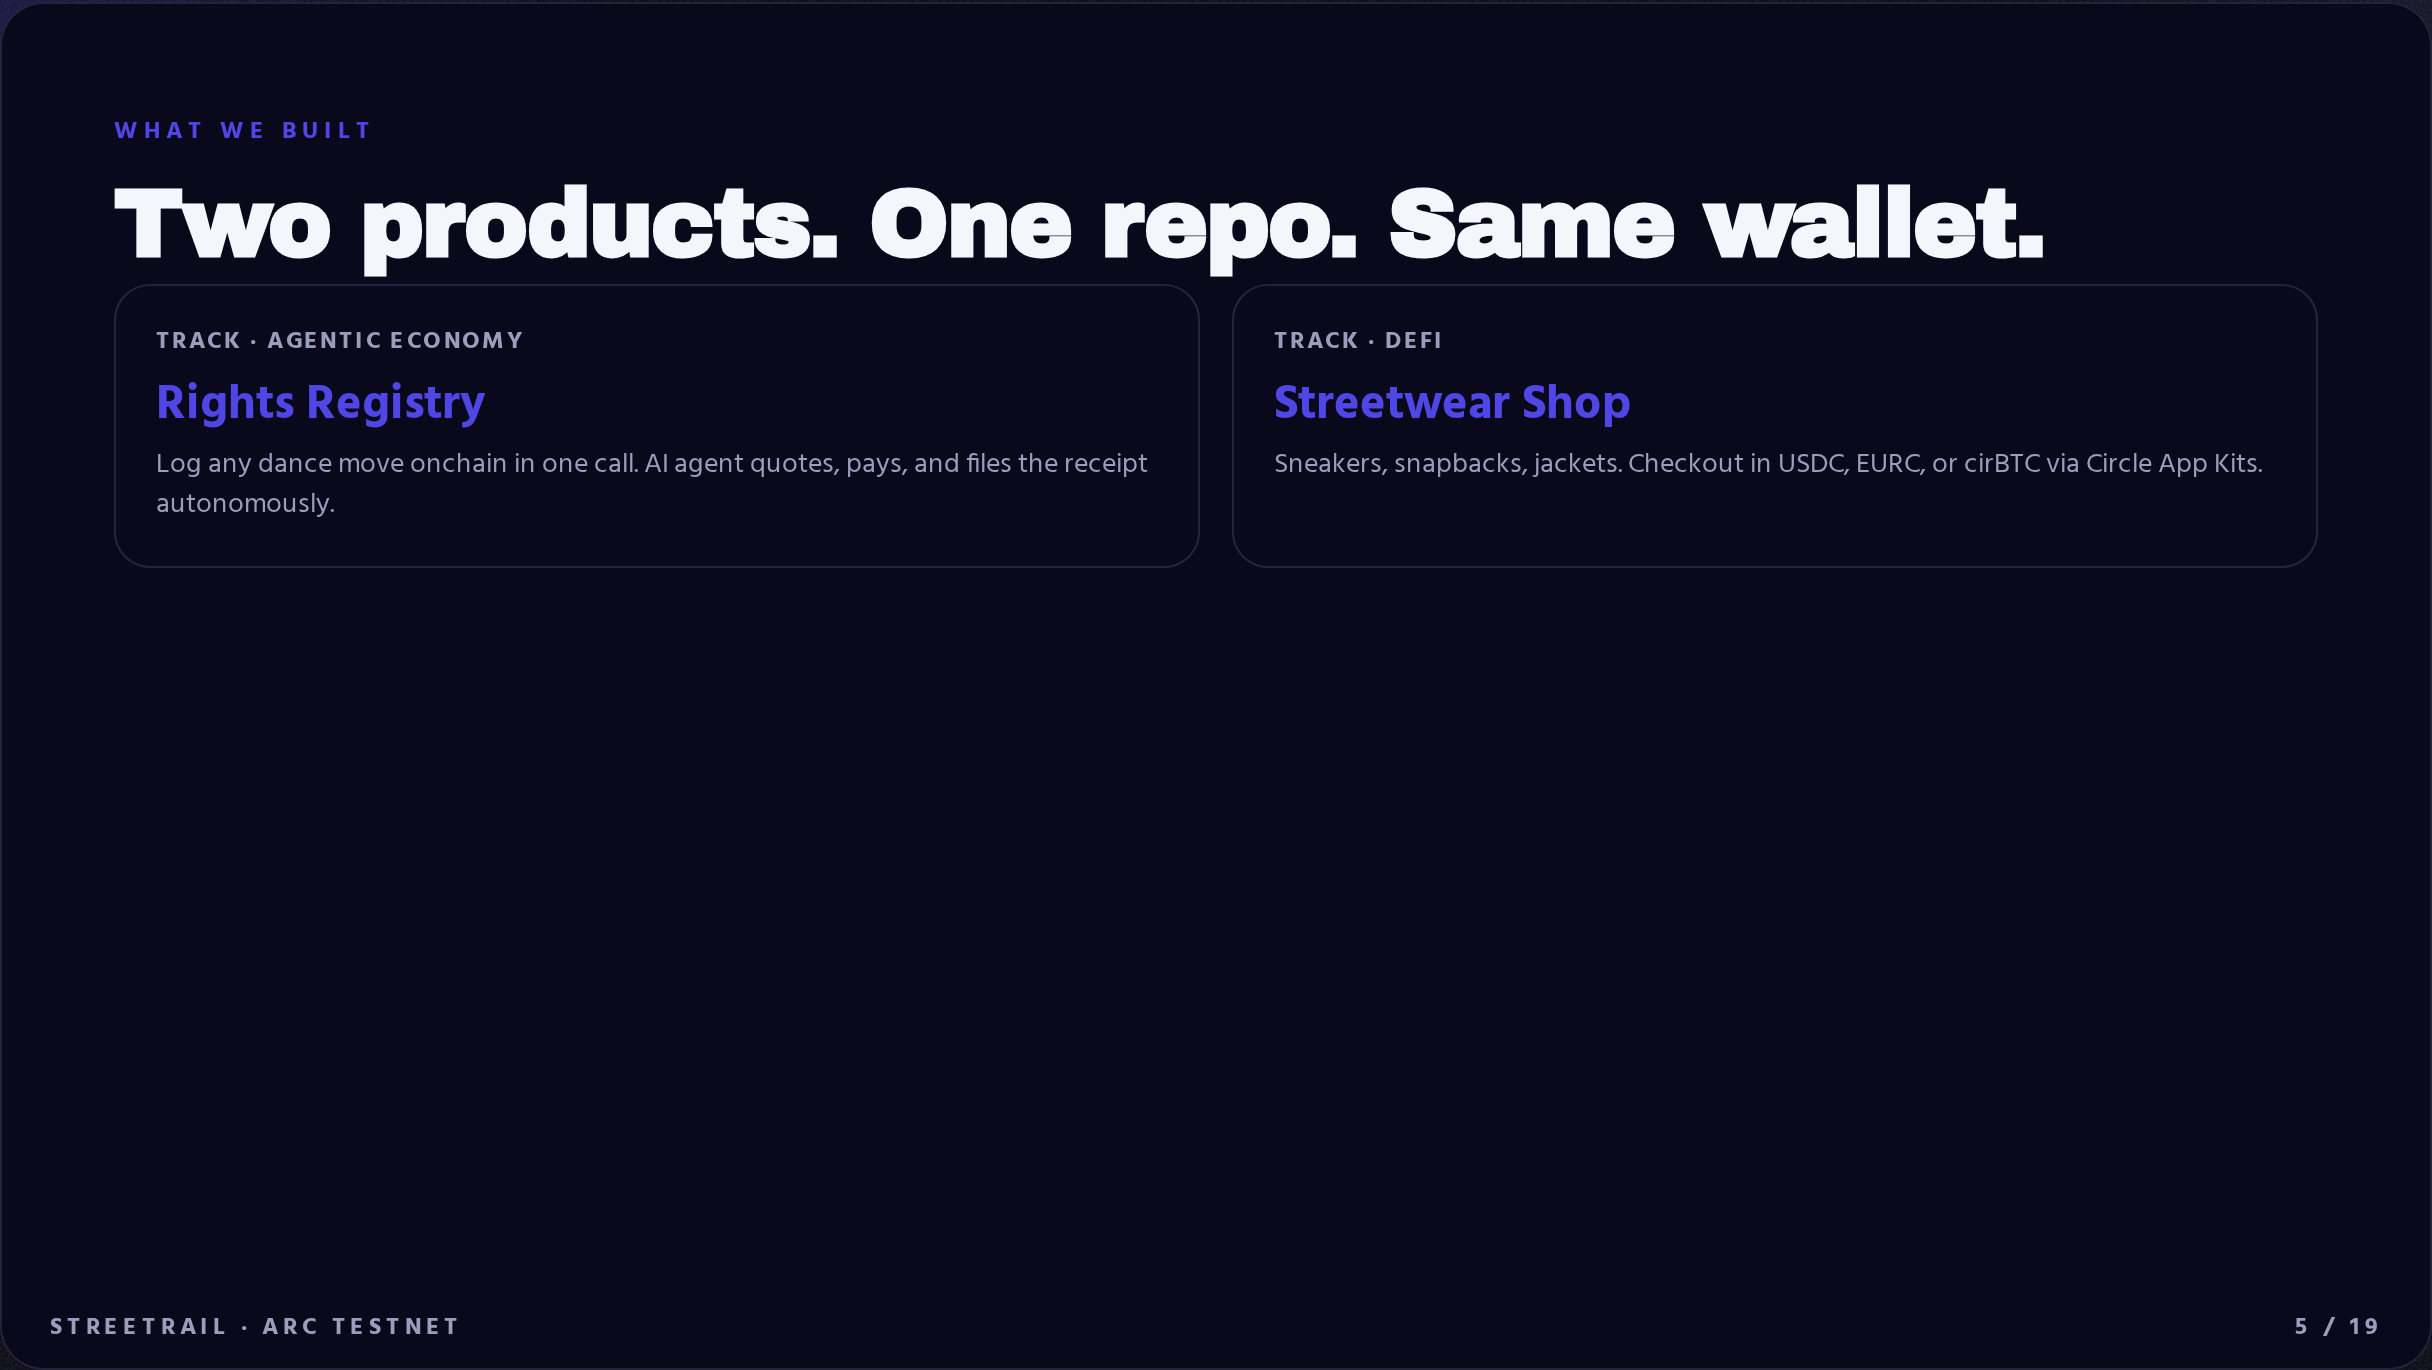 WHAT WE BUILT
Two products. One repo. Same wallet.
TRACK · AGENTIC ECONOMY
Rights Registry
Log any dance move onchain in one call. AI agent quotes, pays, and files the receipt
autonomously.
TRACK · DEFI
Streetwear Shop
Sneakers, snapbacks, jackets. Checkout in USDC, EURC, or cirBTC via Circle App Kits.
STREETRAIL · ARC TESTNET
5 / 19